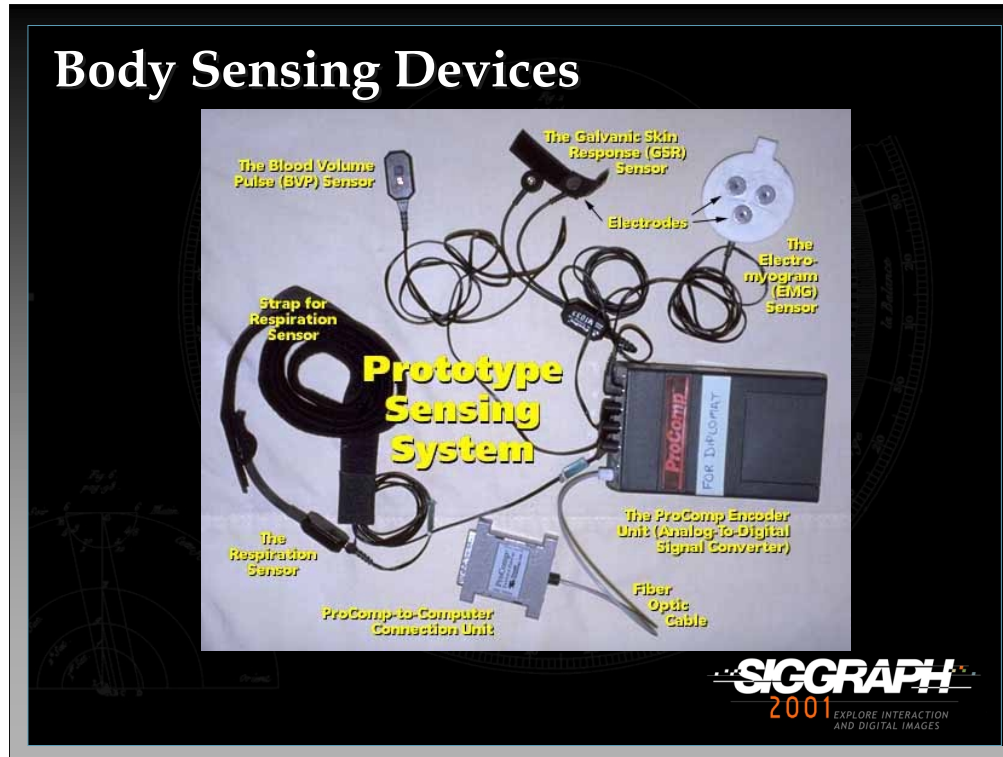 Body Sensing Devices
The Galvanic Skin
Response (GSR)
Sensor
The Blood Volume
Pulse (BVP) Sensor
Electrodes
The
Electro-
myogram
(EMG)
Sensor
Strap for
Respiration
Sensor
Prototype
Sensing
System
ProComp
FOR DIPLOMAT
The ProComp Encoder
Unit (Analog-To-Digital
Signal Converter)
The
Respiration
Sensor
ProComp
ProComp-to-Computer
Connection Unit
Fiber
Optic
Cable
SIGGRAPH
2001 EXPLORE INTERACTION
AND DIGITAL IMAGES